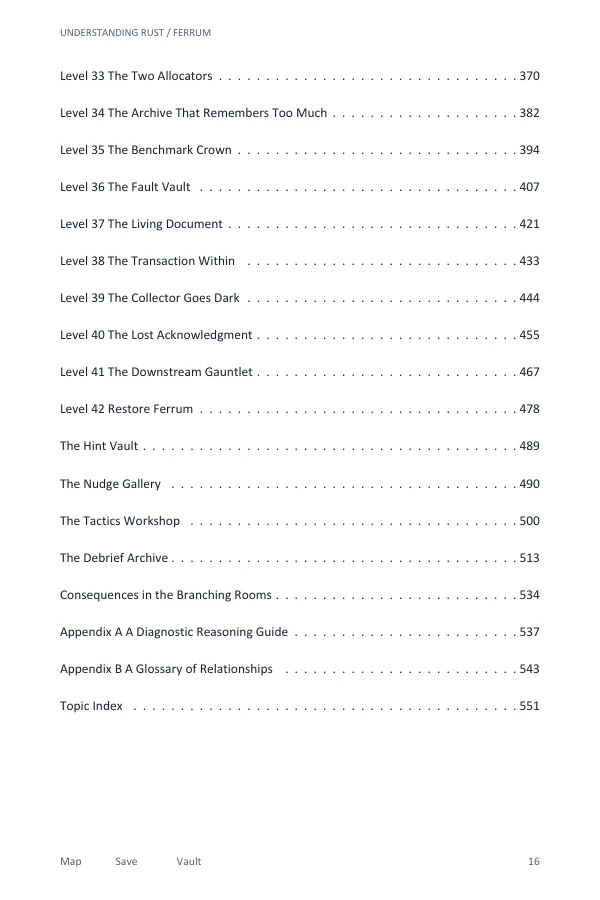 UNDERSTANDING RUST / FERRUM
Level 33 The Two Allocators . . . . . . . . . . . . . . . . . . . . . . . . . . . . . . . 370
Level 34 The Archive That Remembers Too Much . . . . . . . . . . . . . . . . . . . 382
Level 35 The Benchmark Crown . . . . . . . . . . . . . . . . . . . . . . . . . . . . . 394
Level 36 The Fault Vault . . . . . . . . . . . . . . . . . . . . . . . . . . . . . . . . . 407
Level 37 The Living Document . . . . . . . . . . . . . . . . . . . . . . . . . . . . . . 421
Level 38 The Transaction Within . . . . . . . . . . . . . . . . . . . . . . . . . . . . 433
Level 39 The Collector Goes Dark . . . . . . . . . . . . . . . . . . . . . . . . . . . . 444
Level 40 The Lost Acknowledgment . . . . . . . . . . . . . . . . . . . . . . . . . . . 455
Level 41 The Downstream Gauntlet . . . . . . . . . . . . . . . . . . . . . . . . . . . 467
Level 42 Restore Ferrum . . . . . . . . . . . . . . . . . . . . . . . . . . . . . . . . . 478
The Hint Vault . . . . . . . . . . . . . . . . . . . . . . . . . . . . . . . . . . . . . . . 489
The Nudge Gallery . . . . . . . . . . . . . . . . . . . . . . . . . . . . . . . . . . . . 490
The Tactics Workshop . . . . . . . . . . . . . . . . . . . . . . . . . . . . . . . . . . 500
The Debrief Archive . . . . . . . . . . . . . . . . . . . . . . . . . . . . . . . . . . . . 513
Consequences in the Branching Rooms . . . . . . . . . . . . . . . . . . . . . . . . . 534
Appendix A A Diagnostic Reasoning Guide . . . . . . . . . . . . . . . . . . . . . . . 537
Appendix B A Glossary of Relationships . . . . . . . . . . . . . . . . . . . . . . . . 543
Topic Index . . . . . . . . . . . . . . . . . . . . . . . . . . . . . . . . . . . . . . . . 551
Map Save Vault 16